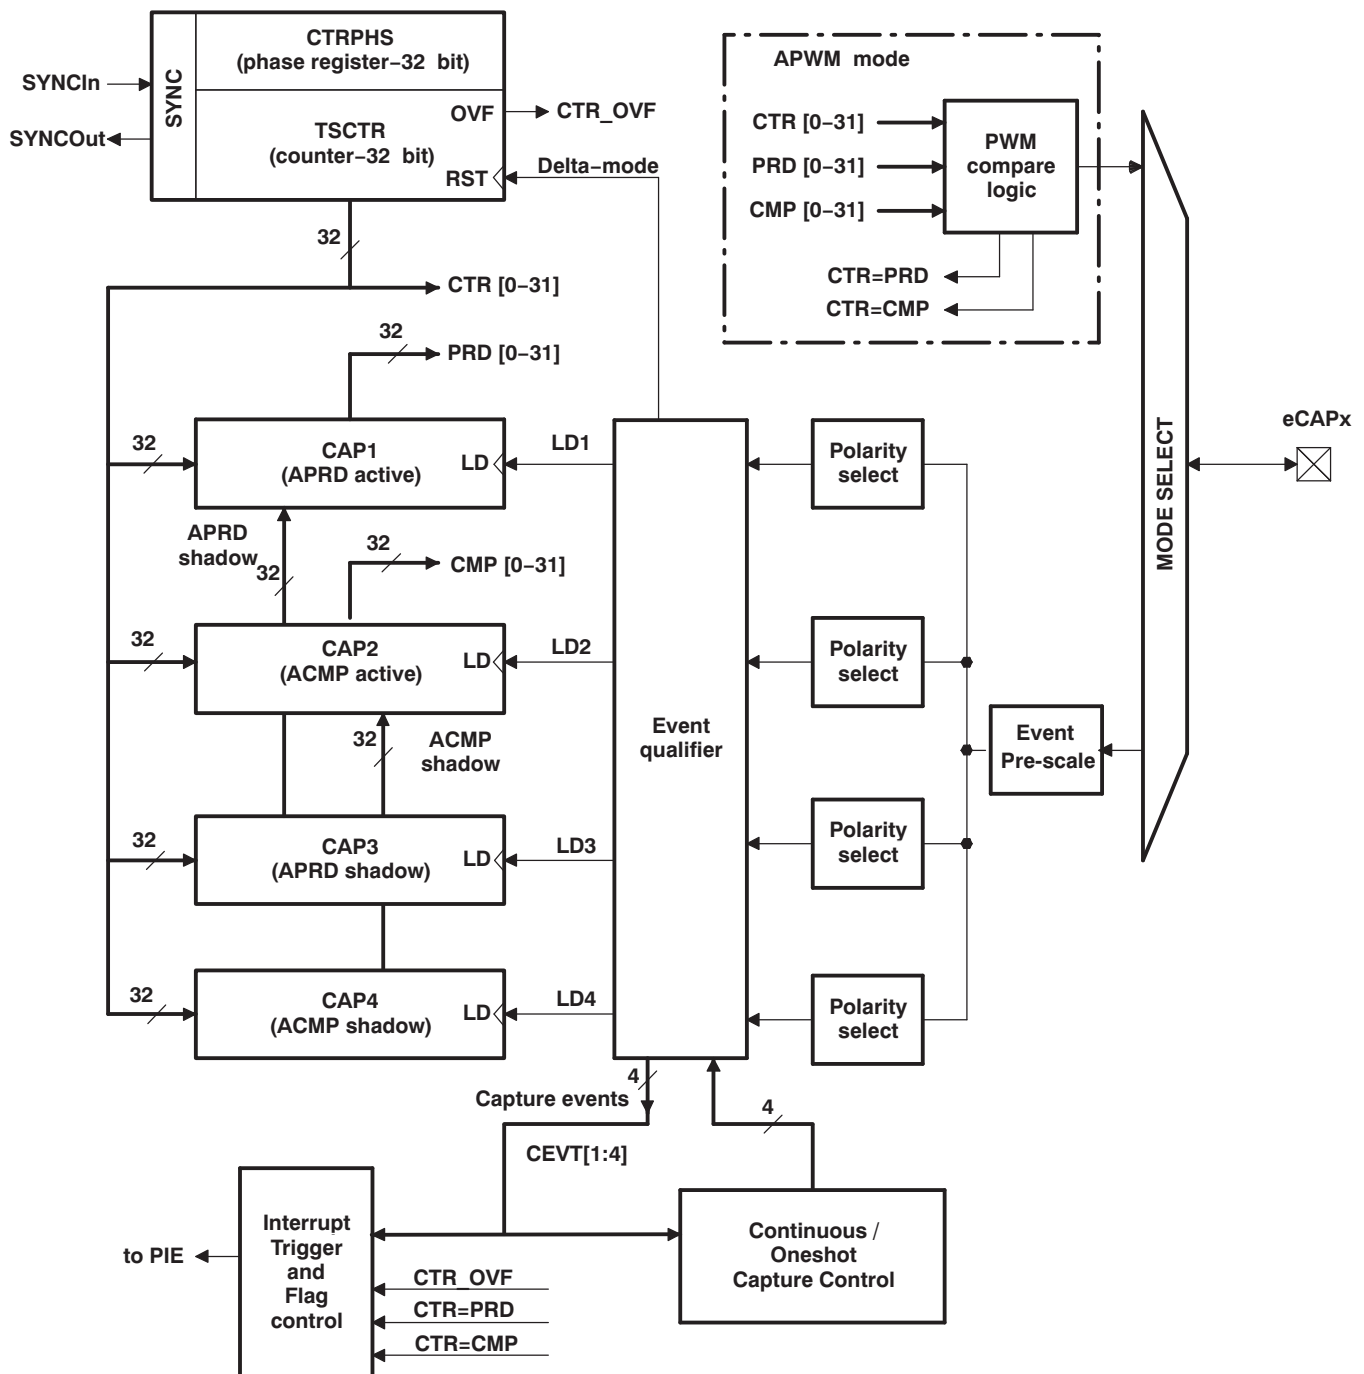 CTRPHS
(phase register−32 bit)
APWM mode
SYNCIn
SYNC
OVF
CTR_OVF
SYNCOut
TSCTR
(counter−32 bit)
RST
Delta−mode
CTR [0−31]
PRD [0−31]
CMP [0−31]
PWM
compare
logic
CTR=PRD
CTR=CMP
32
CTR [0−31]
32
PRD [0−31]
32
CAP1
(APRD active)
LD
LD1
Polarity
select
MODE SELECT
eCAPx
APRD
shadow
32
32
CMP [0−31]
32
CAP2
(ACMP active)
LD
LD2
Polarity
select
32
ACMP
shadow
Event
qualifier
Event
Pre-scale
32
CAP3
(APRD shadow)
LD
LD3
Polarity
select
32
CAP4
(ACMP shadow)
LD
LD4
Polarity
select
4
Capture events
4
CEVT[1:4]
Interrupt
Trigger
and
Flag
control
to PIE
CTR_OVF
CTR=PRD
CTR=CMP
Continuous /
Oneshot
Capture Control